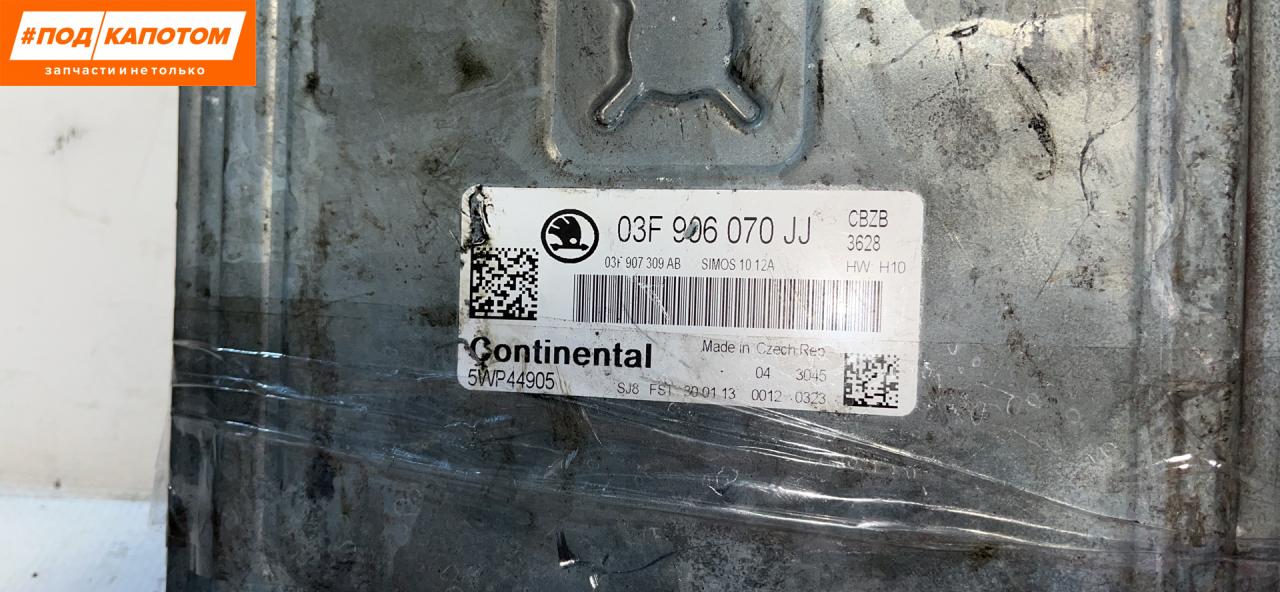 #ПОД/КАПОТОМ
запчасти и не только
03F 906 070 JJ
CBZB
3628
03F 907 309 AB SIMOS 10 12A
HW H10
Continental
Made in Czech Rep
5WP44905
04 3045
SJ8 FS1 30 01 13 0012 0323